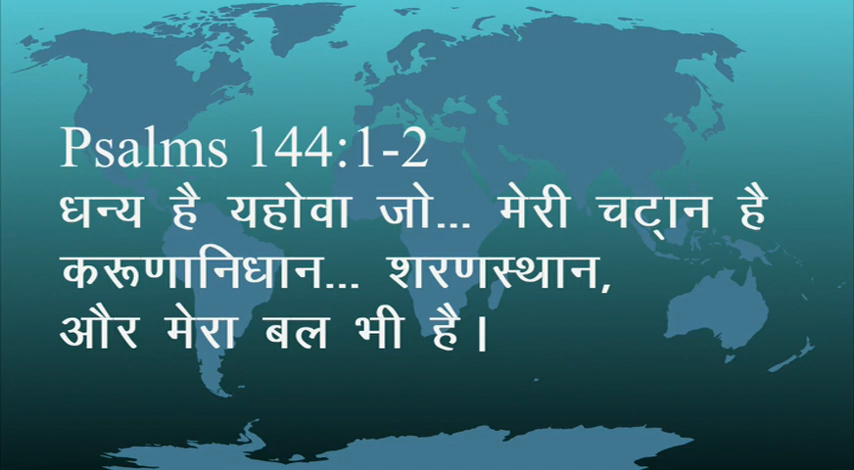 Psalms 144:1-2
धन्य है यहोवा जो... मेरी चट्ान है
करूणानिधान... शरणस्थान,
और मेरा बल भी है।